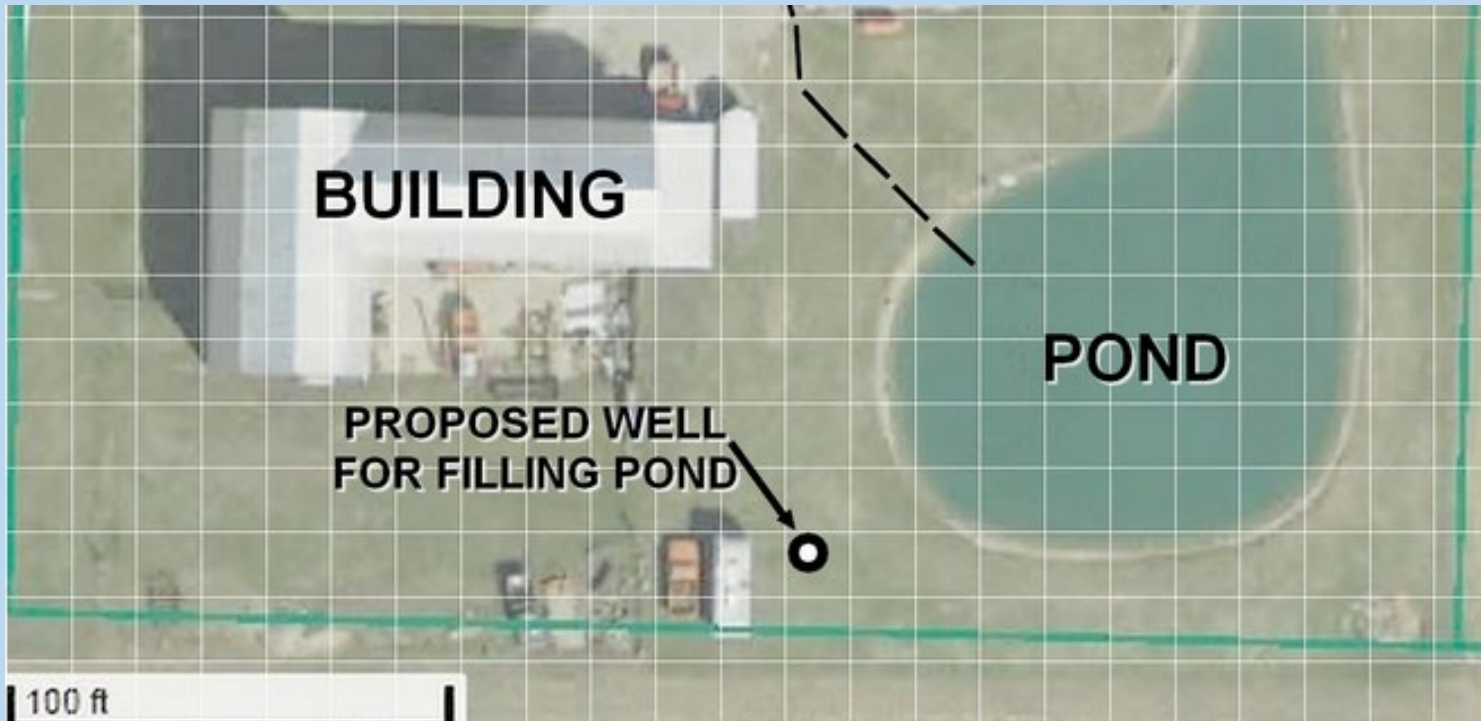 BUILDING
POND
PROPOSED WELL
FOR FILLING POND
100 ft